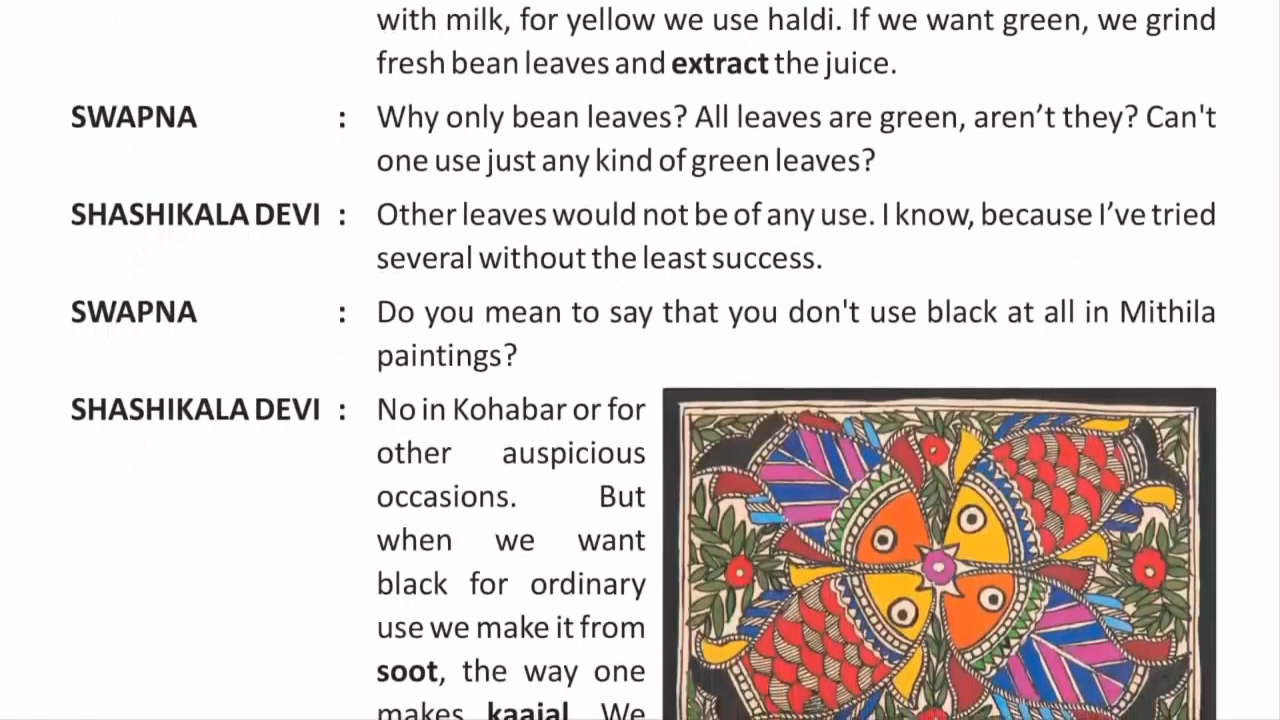 with milk, for yellow we use haldi. If we want green, we grind
fresh bean leaves and extract the juice.
SWAPNA : Why only bean leaves? All leaves are green, aren’t they? Can't
one use just any kind of green leaves?
SHASHIKALA DEVI : Other leaves would not be of any use. I know, because I’ve tried
several without the least success.
SWAPNA : Do you mean to say that you don't use black at all in Mithila
paintings?
SHASHIKALA DEVI : No in Kohabar or for
other auspicious
occasions. But
when we want
black for ordinary
use we make it from
soot, the way one
makes kaajal. We